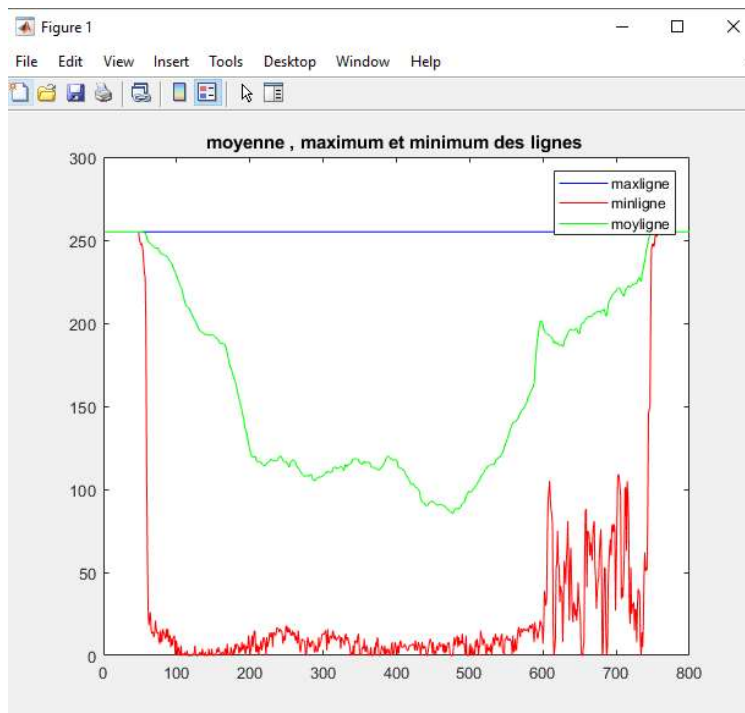 Figure 1
File Edit View Insert Tools Desktop Window Help
moyenne , maximum et minimum des lignes
300
maxligne
minligne
moyligne
250
200
150
100
50
0
0 100 200 300 400 500 600 700 800